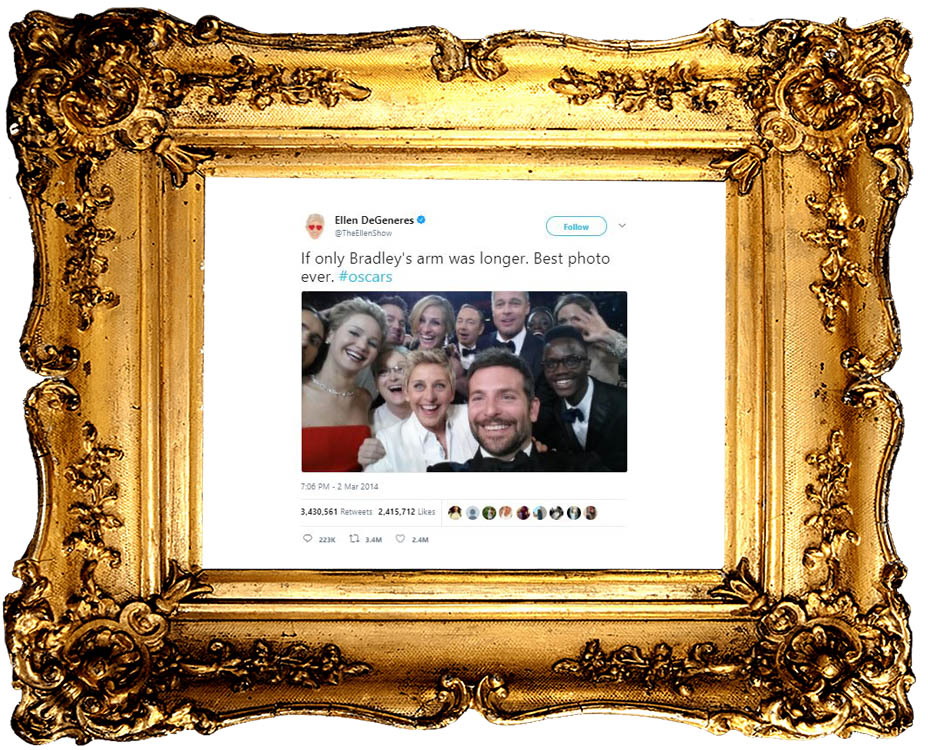 Ellen DeGeneres
@TheEllenShow
Follow
If only Bradley's arm was longer. Best photo
ever. #oscars
7:06 PM - 2 Mar 2014
3,430,561 Retweets 2,415,712 Likes
223K 3.4M 2.4M